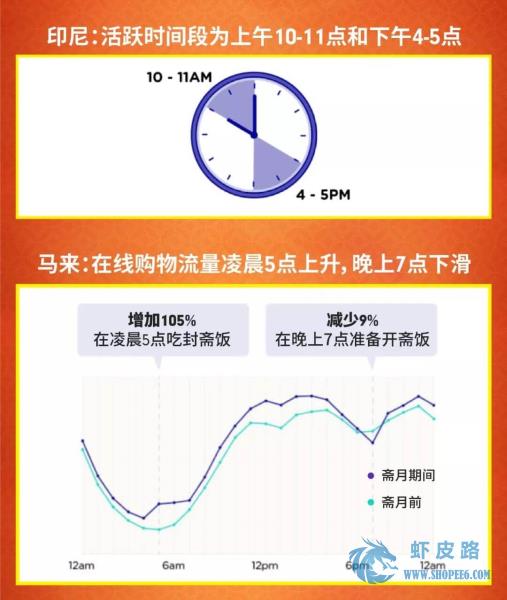 印尼：活跃时间段为上午10-11点和下午4-5点
10 - 11AM
4 - 5PM
马来：在线购物流量凌晨5点上升，晚上7点下滑
增加105%
在凌晨5点吃封斋饭
减少9%
在晚上7点准备开斋饭
斋月期间
斋月前
12am
6am
12pm
6pm
12am
虾皮路
WWW.SHOPEE6.COM